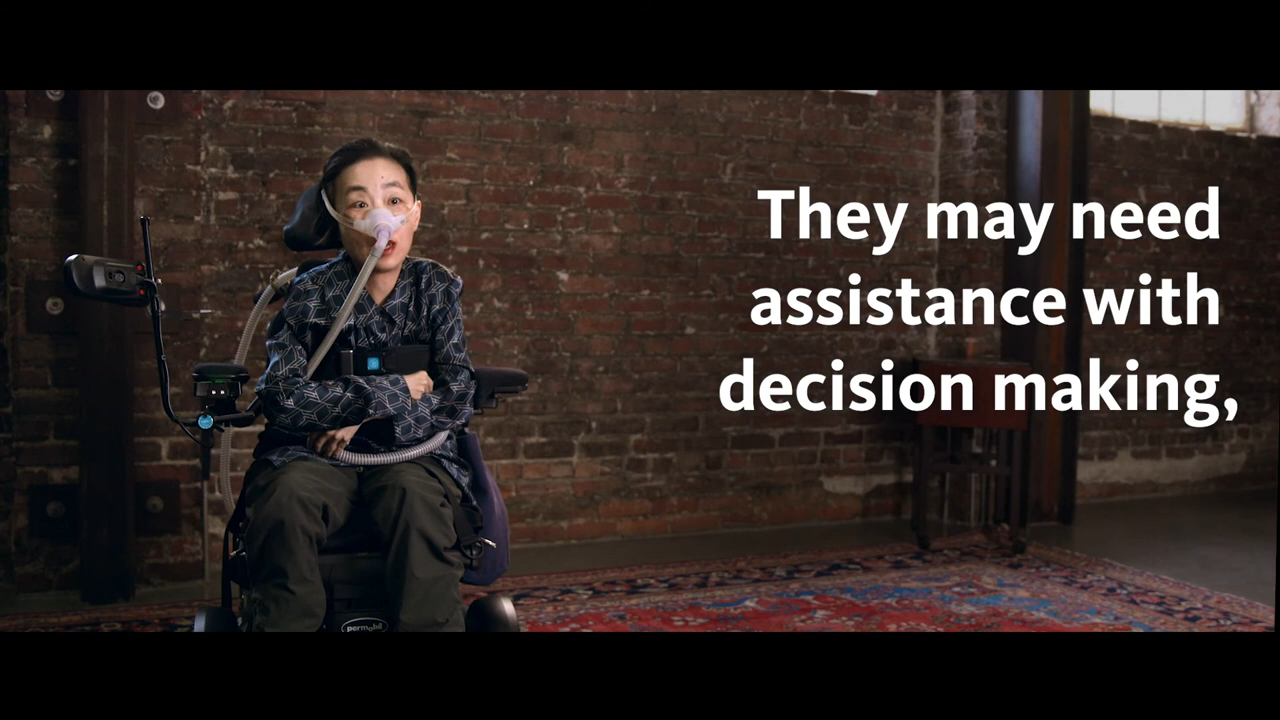 They may need
assistance with
decision making,
permobil